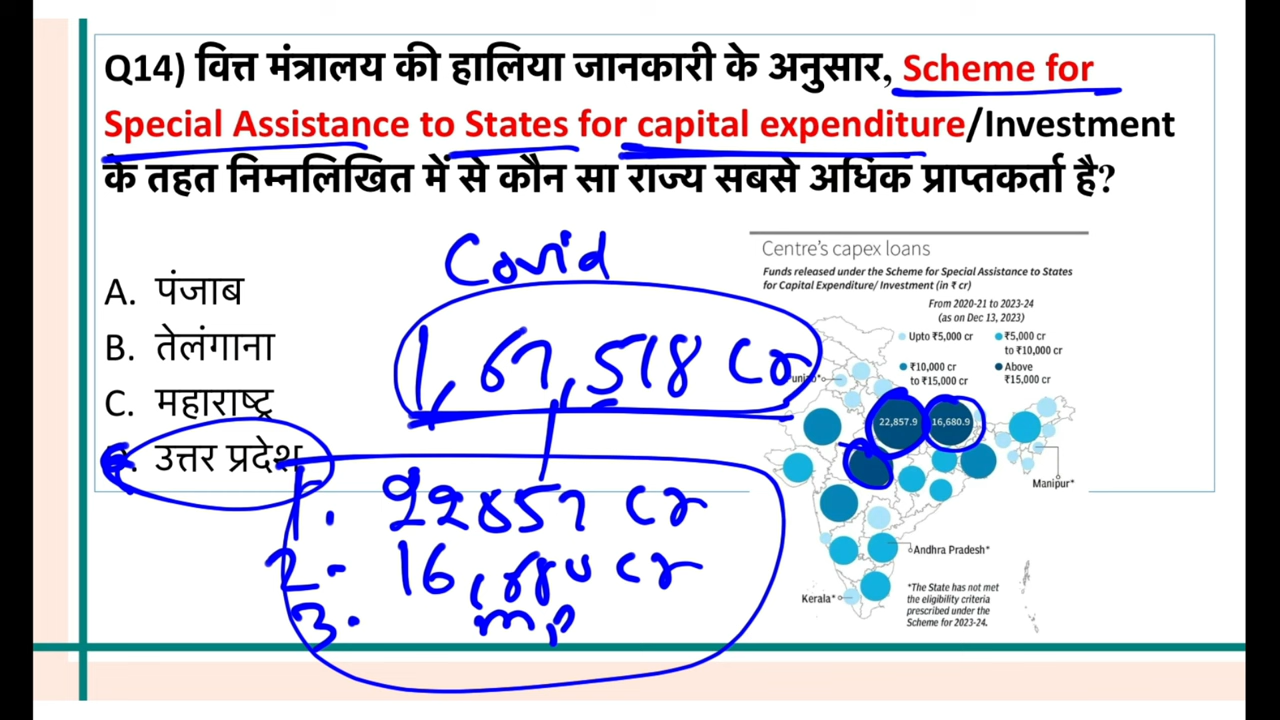 Q14) वित्त मंत्रालय की हालिया जानकारी के अनुसार, Scheme for
Special Assistance to States for capital expenditure/Investment
के तहत निम्नलिखित में से कौन सा राज्य सबसे अधिक प्राप्तकर्ता है?
A. पंजाब
B. तेलंगाना
C. महाराष्ट्र
उत्तर प्रदेश
Covid
1,67,518 Cr
1. 22857 Cr
2. 16,680 Cr
3. MP
Centre's capex loans
Funds released under the Scheme for Special Assistance to States
for Capital Expenditure/ Investment (in ₹ cr)
From 2020-21 to 2023-24
(as on Dec 13, 2023)
Upto ₹5,000 cr
₹5,000 cr
to ₹10,000 cr
₹10,000 cr
to ₹15,000 cr
Above
₹15,000 cr
22,857.9
16,680.9
Manipur*
Andhra Pradesh*
Kerala*
*The State has not met
the eligibility criteria
prescribed under the
Scheme for 2023-24.